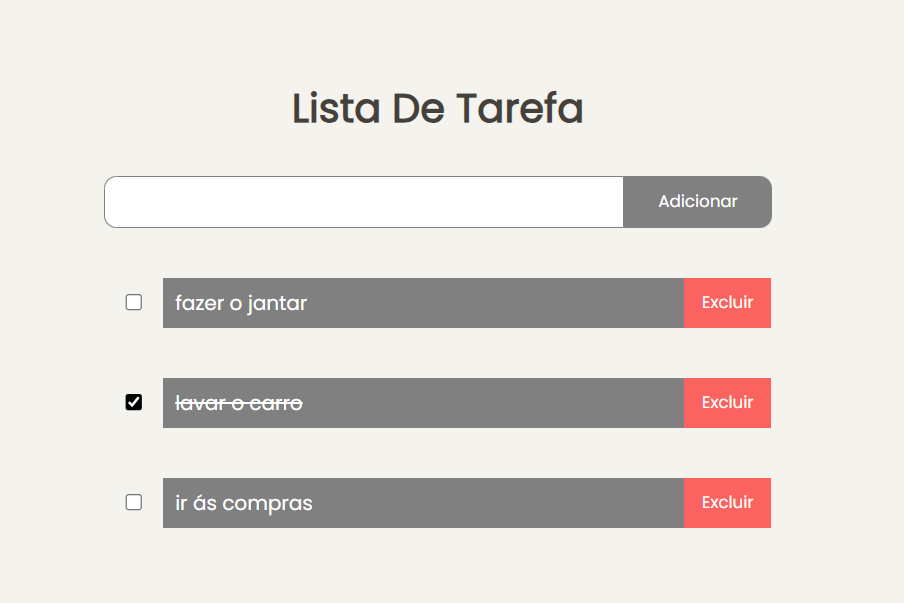 Lista De Tarefa
Adicionar
fazer o jantar
Excluir
lavar o carro
Excluir
ir ás compras
Excluir